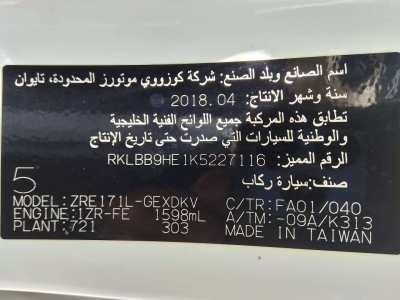 اسم الصانع وبلد الصنع: شركة كوزووي موتورز المحدودة، تايوان
سنة وشهر الانتاج: 2018.04
تطابق هذه المركبة جميع اللوائح الفنية الخليجية
والوطنية للسيارات التي صدرت حتى تاريخ الإنتاج
الرقم المميز: RKLBB9HE1K5227116
صنف: سيارة ركاب
5
MODEL: ZRE171L-GEXDKV C/TR: FA01/040
ENGINE: 1ZR-FE 1598mL A/TM: -09A/K313
PLANT: 721 303 MADE IN TAIWAN